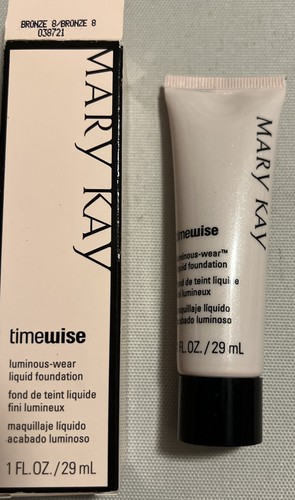 BRONZE 8/BRONZE 8
038721
MARY KAY
timewise
luminous-wear
liquid foundation
fond de teint liquide
fini lumineux
maquillaje líquido
acabado luminoso
1 FL.OZ./29 mL
MARY KAY
timewise
luminous-wear™
liquid foundation
fond de teint liquide
fini lumineux
maquillaje líquido
acabado luminoso
FL.OZ./29 mL